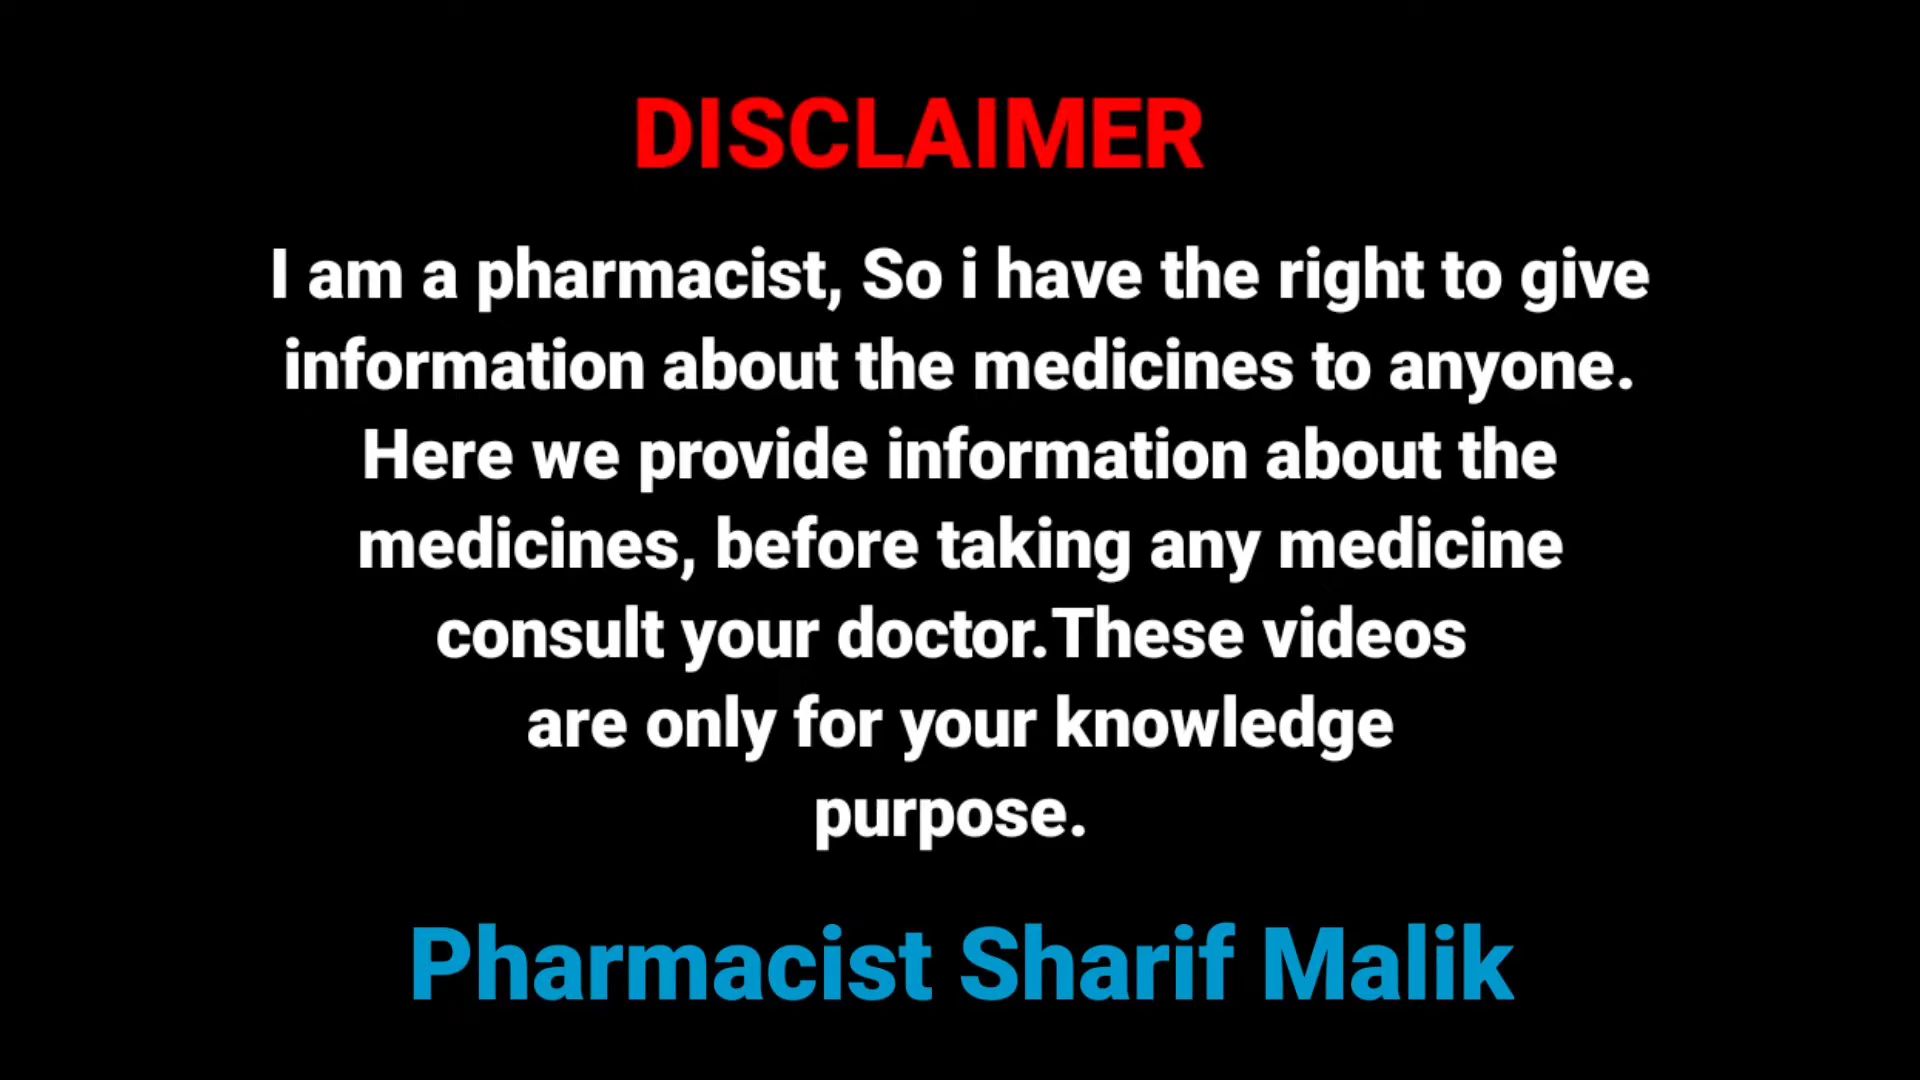 DISCLAIMER
I am a pharmacist, So i have the right to give
information about the medicines to anyone.
Here we provide information about the
medicines, before taking any medicine
consult your doctor.These videos
are only for your knowledge
purpose.
Pharmacist Sharif Malik